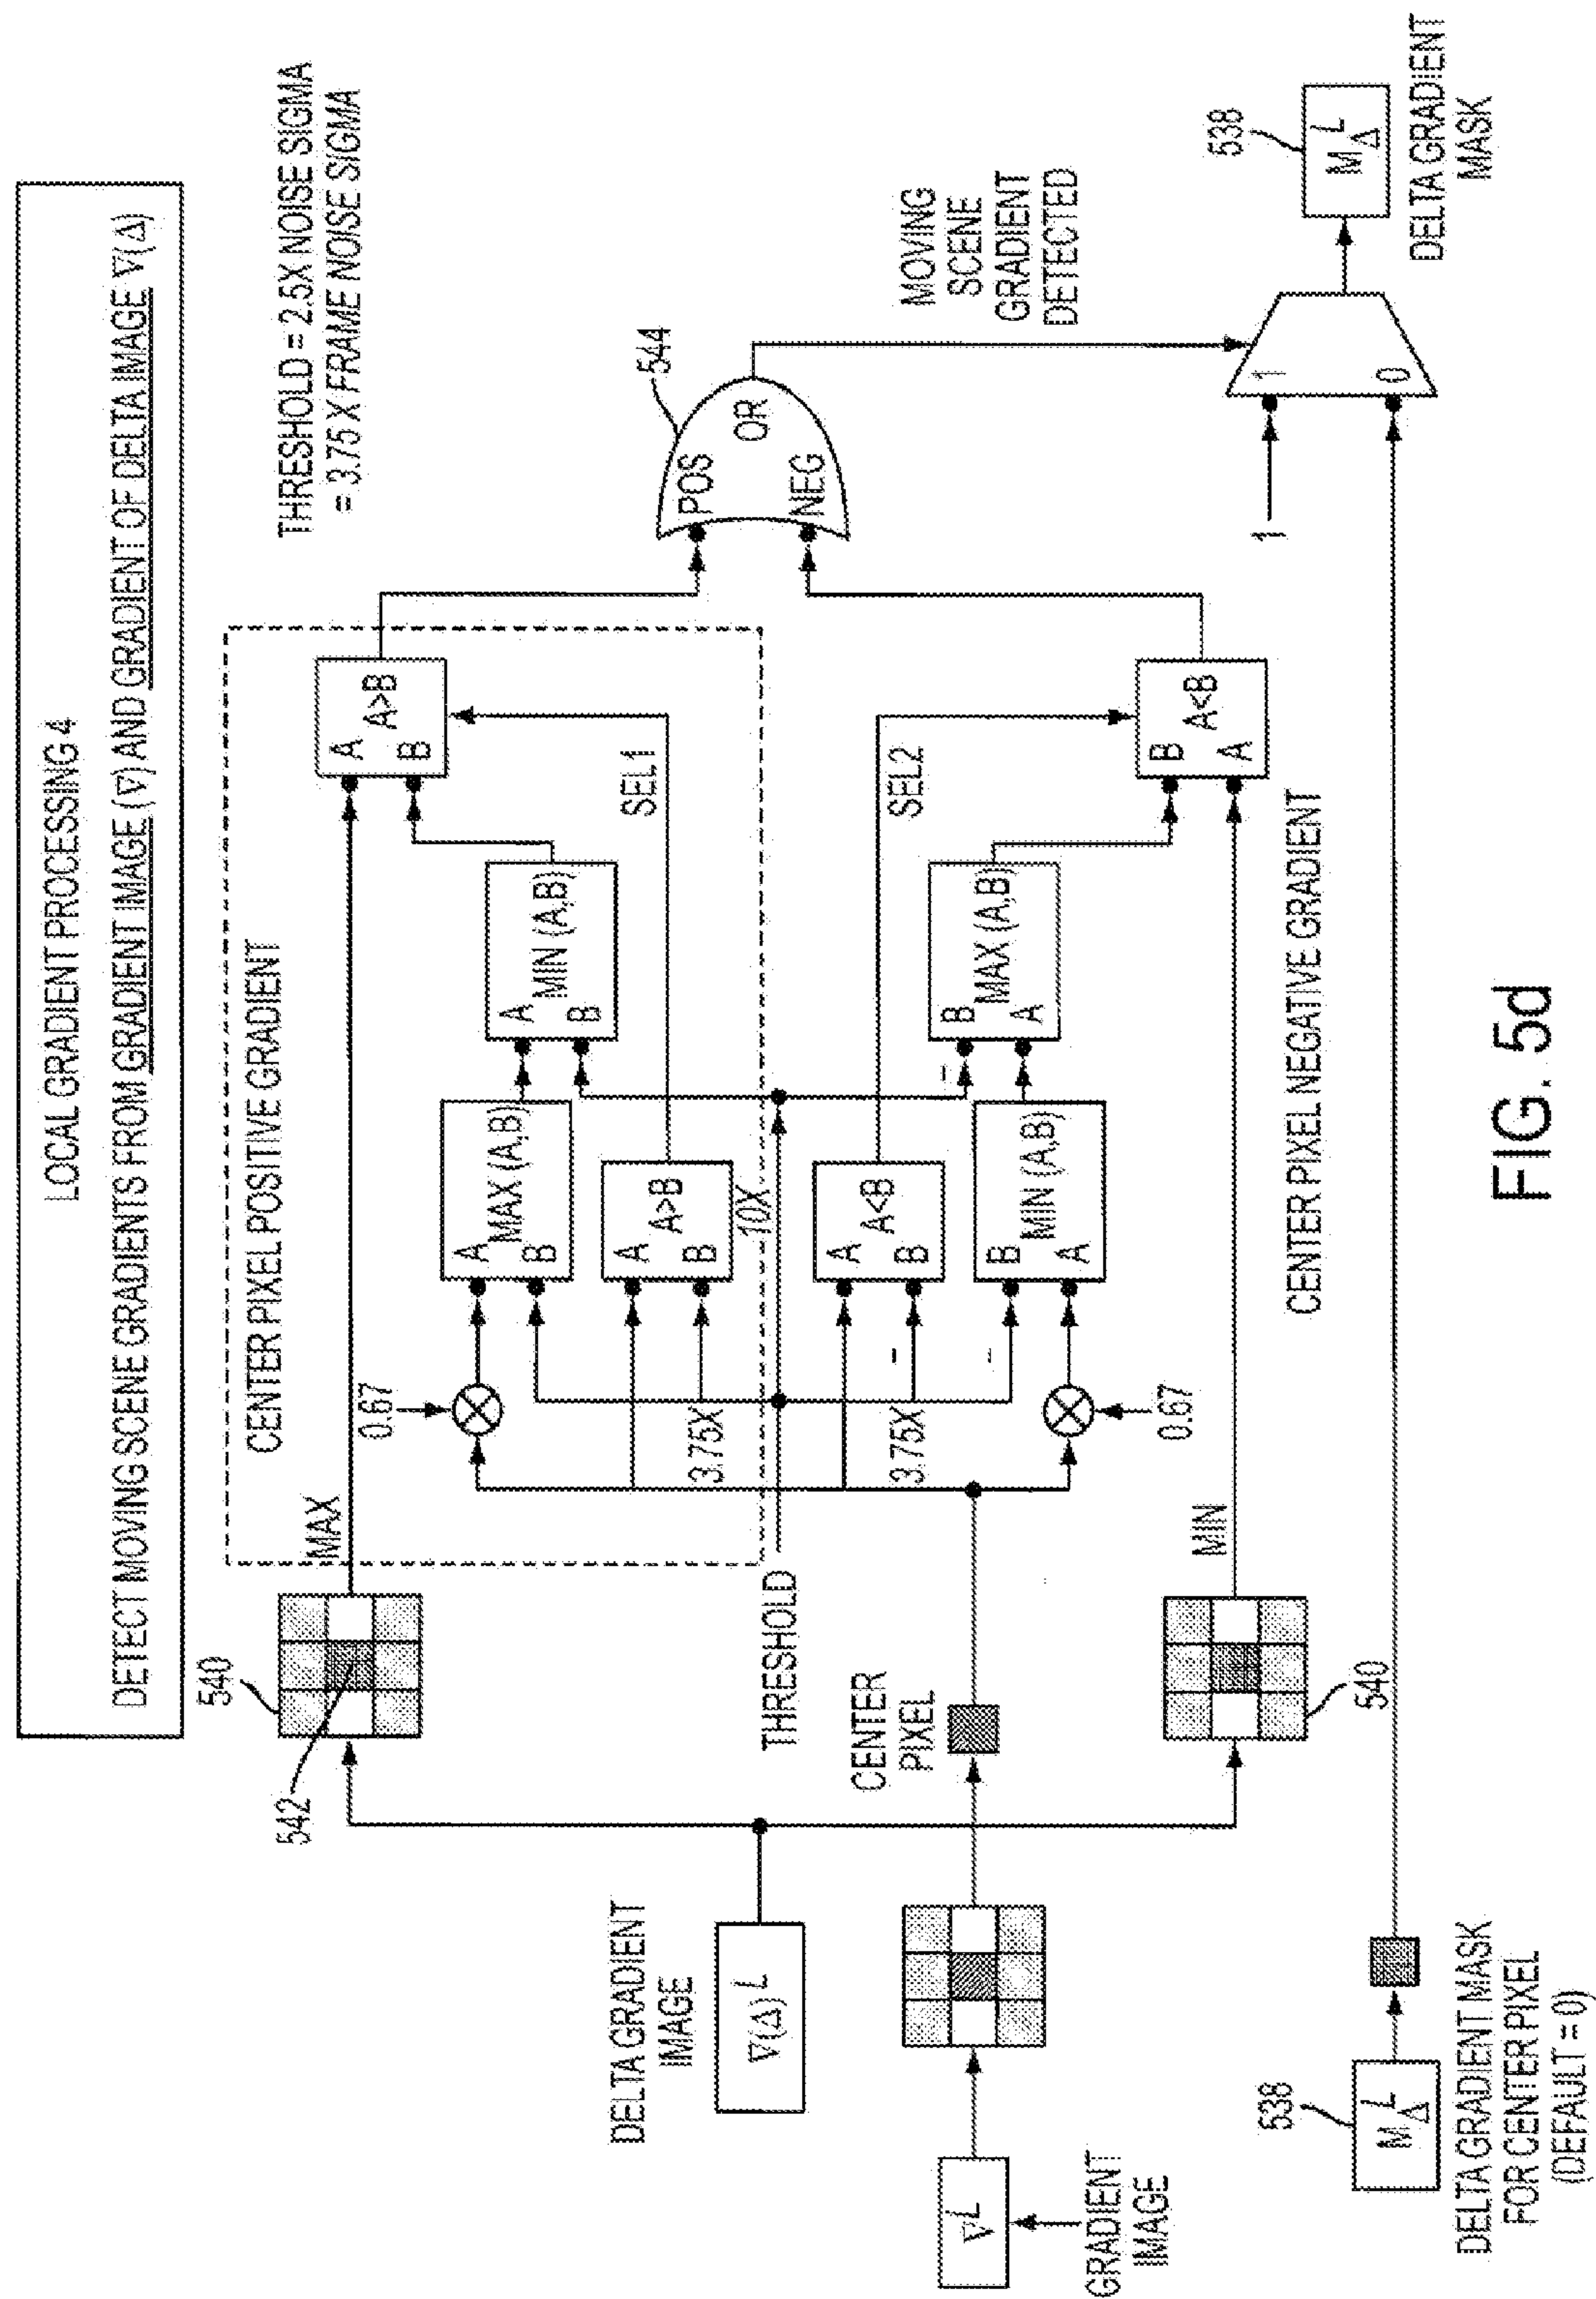 LOCAL GRADIENT PROCESSING 4
DETECT MOVING SCENE GRADIENTS FROM GRADIENT IMAGE (∇) AND GRADIENT OF DELTA IMAGE ∇(Δ)
THRESHOLD = 2.5X NOISE SIGMA
= 3.75 X FRAME NOISE SIGMA
540
542
MAX
CENTER PIXEL POSITIVE GRADIENT
0.67
A
MAX (A,B)
B
A
MIN (A,B)
B
A
A>B
B
A
A>B
B
3.75X
10X
SEL1
THRESHOLD
DELTA GRADIENT
IMAGE
∇(Δ)L
CENTER
PIXEL
∇L
GRADIENT
IMAGE
3.75X
A
A<B
B
–
–
–
B
MIN (A,B)
A
B
MAX (A,B)
A
SEL2
B
A<B
A
0.67
MIN
540
CENTER PIXEL NEGATIVE GRADIENT
POS
OR
NEG
544
MOVING
SCENE
GRADIENT
DETECTED
1
1
0
538
MΔL
DELTA GRADIENT
MASK
538
MΔL
DELTA GRADIENT MASK
FOR CENTER PIXEL
(DEFAULT = 0)
FIG. 5d